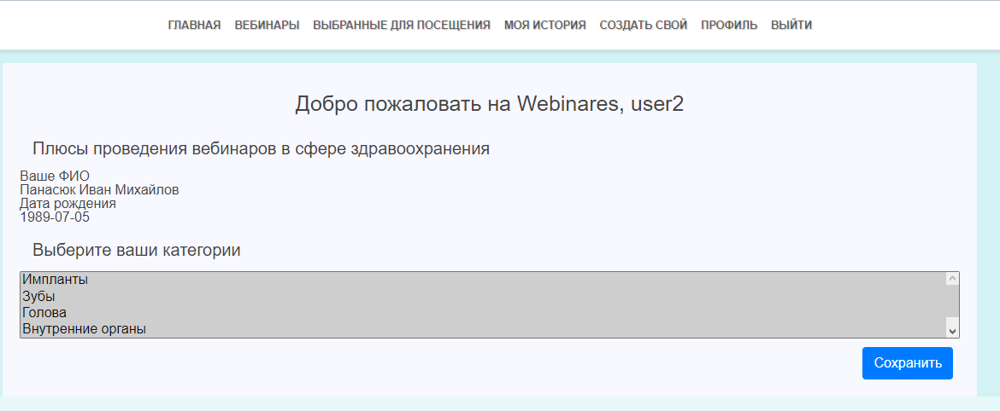 ГЛАВНАЯ ВЕБИНАРЫ ВЫБРАННЫЕ ДЛЯ ПОСЕЩЕНИЯ МОЯ ИСТОРИЯ СОЗДАТЬ СВОЙ ПРОФИЛЬ ВЫЙТИ
Добро пожаловать на Webinares, user2
Плюсы проведения вебинаров в сфере здравоохранения
Ваше ФИО
Панасюк Иван Михайлов
Дата рождения
1989-07-05
Выберите ваши категории
Импланты
Зубы
Голова
Внутренние органы
Сохранить